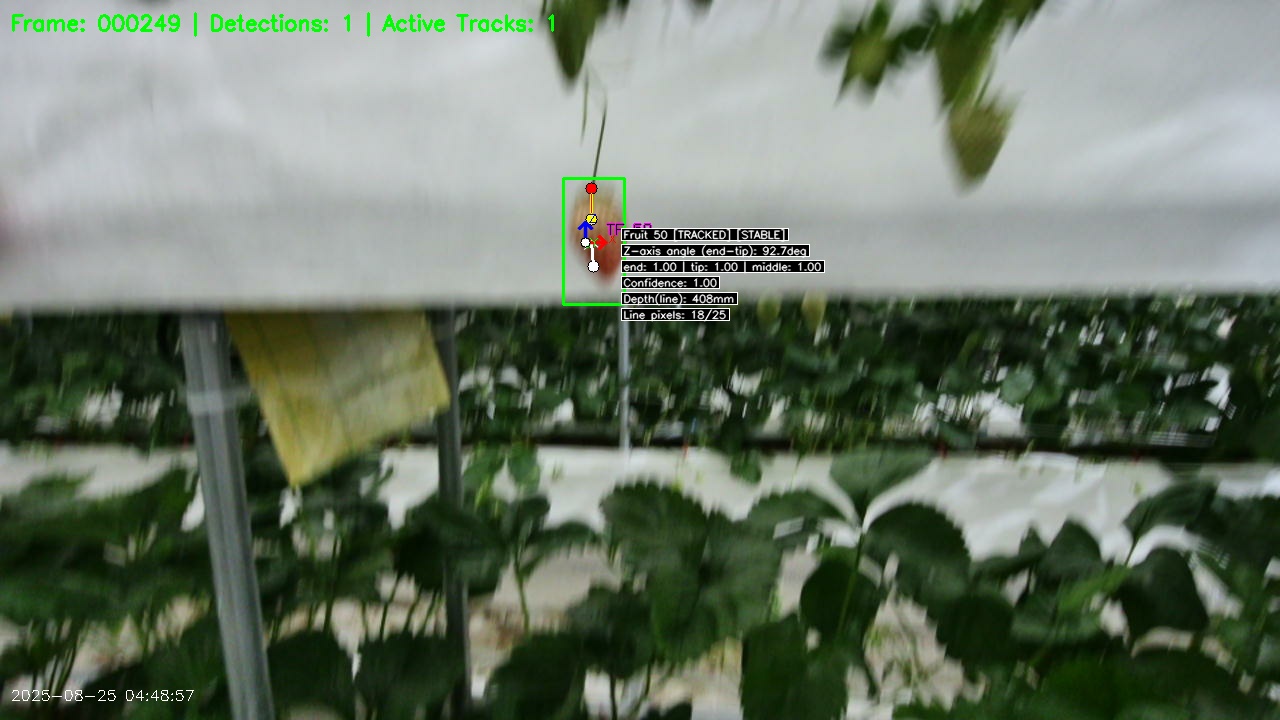 Frame: 000249 | Detections: 1 | Active Tracks: 1
Fruit 50 [TRACKED] [STABLE]
Z-axis angle (end-tip): 92.7deg
end: 1.00 | tip: 1.00 | middle: 1.00
Confidence: 1.00
Depth(line): 408mm
Line pixels: 18/25
2025-08-25 04:48:57